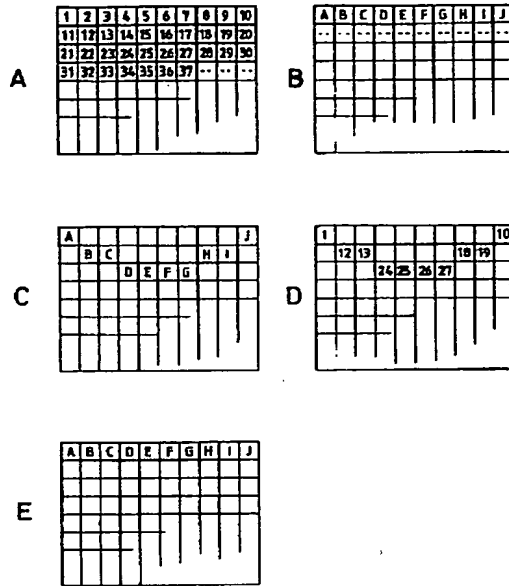 1 2 3 4 5 6 7 8 9 10
11 12 13 14 15 16 17 18 19 20
21 22 23 24 25 26 27 28 29 30
31 32 33 34 35 36 37 -- -- --
A
A B C D E F G H I J
-- -- -- -- -- -- -- -- -- --
B
A J
B C H I
D E F G
C
1 10
12 13 18 19
24 25 26 27
D
A B C D E F G H I J
E